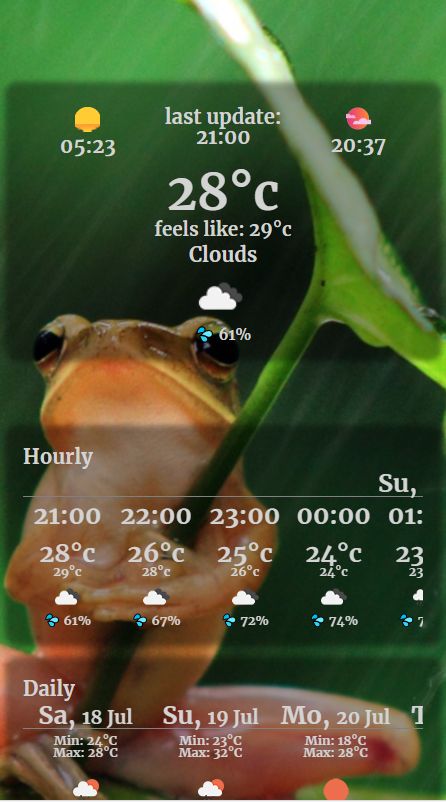 last update:
05:23 21:00 20:37
28°c
feels like: 29°c
Clouds
61%
Hourly
Su,
21:00 22:00 23:00 00:00 01:
28°c 26°c 25°c 24°c 23
29°c 28°c 26°c 24°c 23
61% 67% 72% 74% 7
Daily
Sa, 18 Jul Su, 19 Jul Mo, 20 Jul T
Min: 24°C Min: 23°C Min: 18°C
Max: 28°C Max: 32°C Max: 28°C